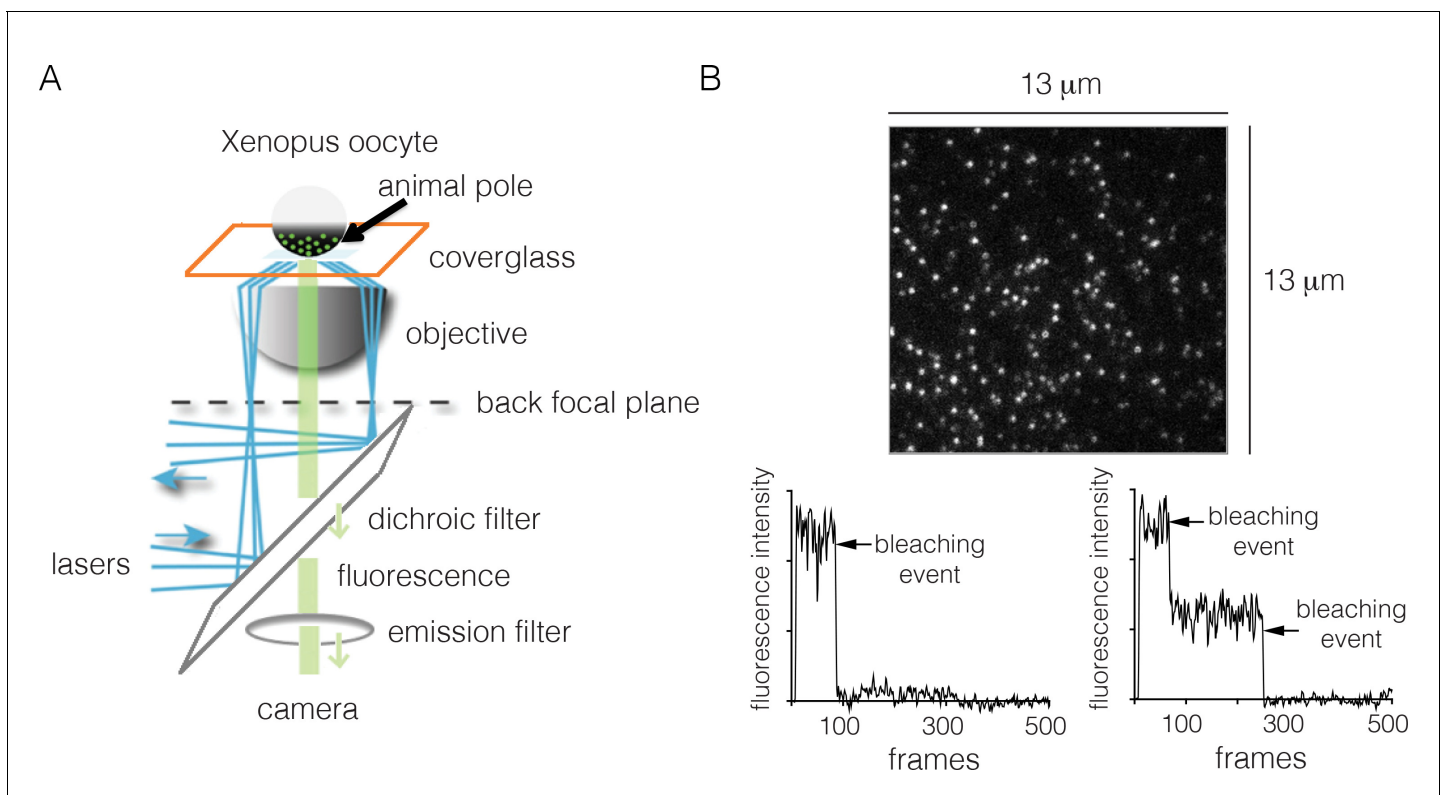 A
Xenopus oocyte
animal pole
coverglass
objective
back focal plane
dichroic filter
lasers
fluorescence
emission filter
camera
B
13 μm
13 μm
fluorescence intensity
bleaching
event
100
300
500
frames
fluorescence intensity
bleaching
event
bleaching
event
100
300
500
frames